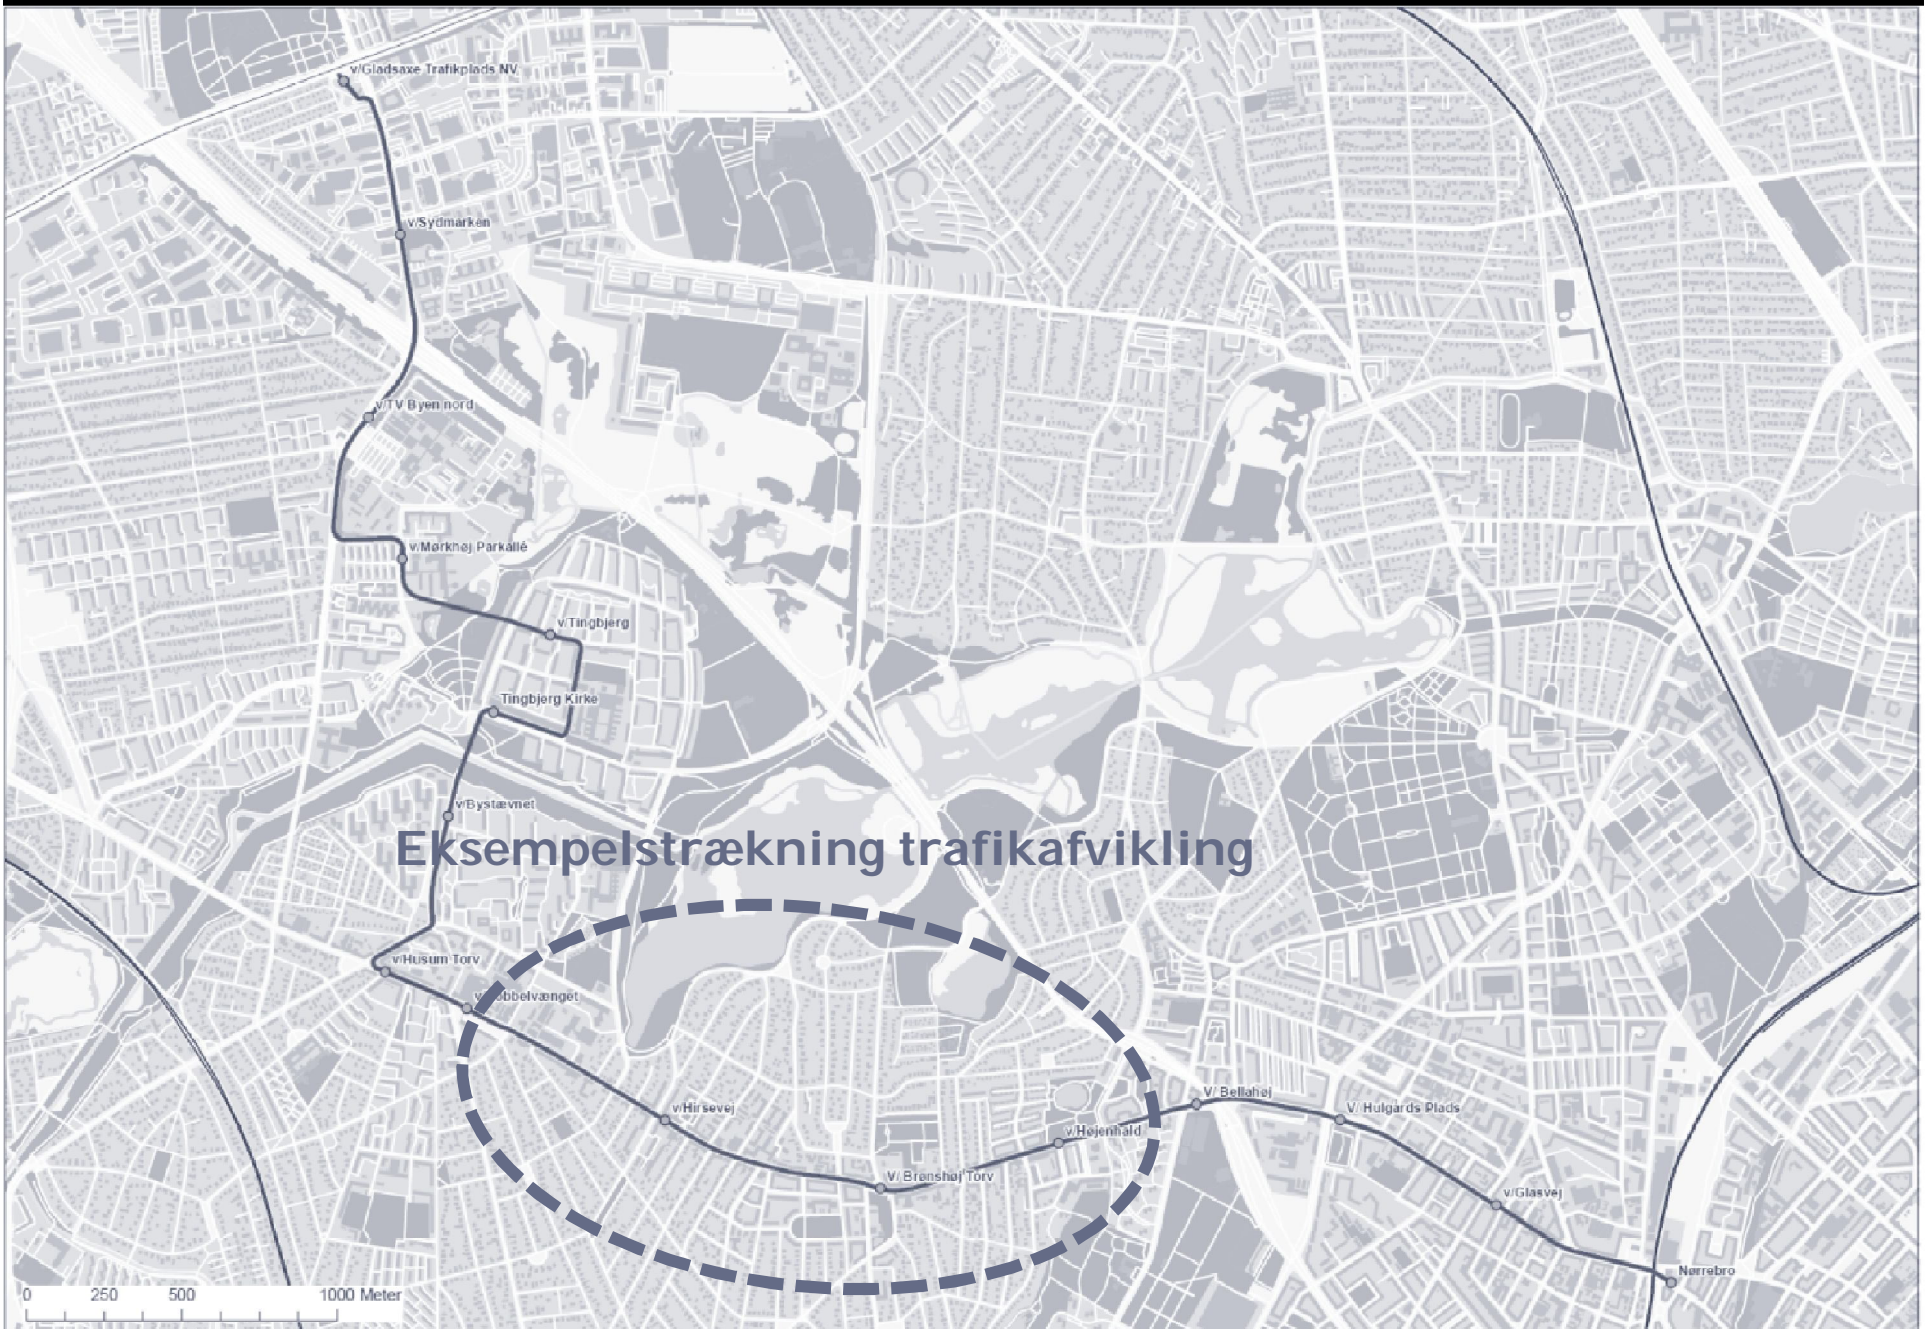 v/Gladsaxe Trafikplads NV
v/Sydmarken
v/TV Byen nord
v/Mørkhøj Parkallé
v/Tingbjerg
Tingbjerg Kirke
v/Bystævnet
Eksempelstrækning trafikafvikling
v/Husum Torv
v/Kobbelvænget
v/Hirsevej
V/ Brønshøj Torv
v/Højenhald
V/ Bellahøj
V/ Hulgårds Plads
v/Glasvej
Nørrebro
0 250 500 1000 Meter